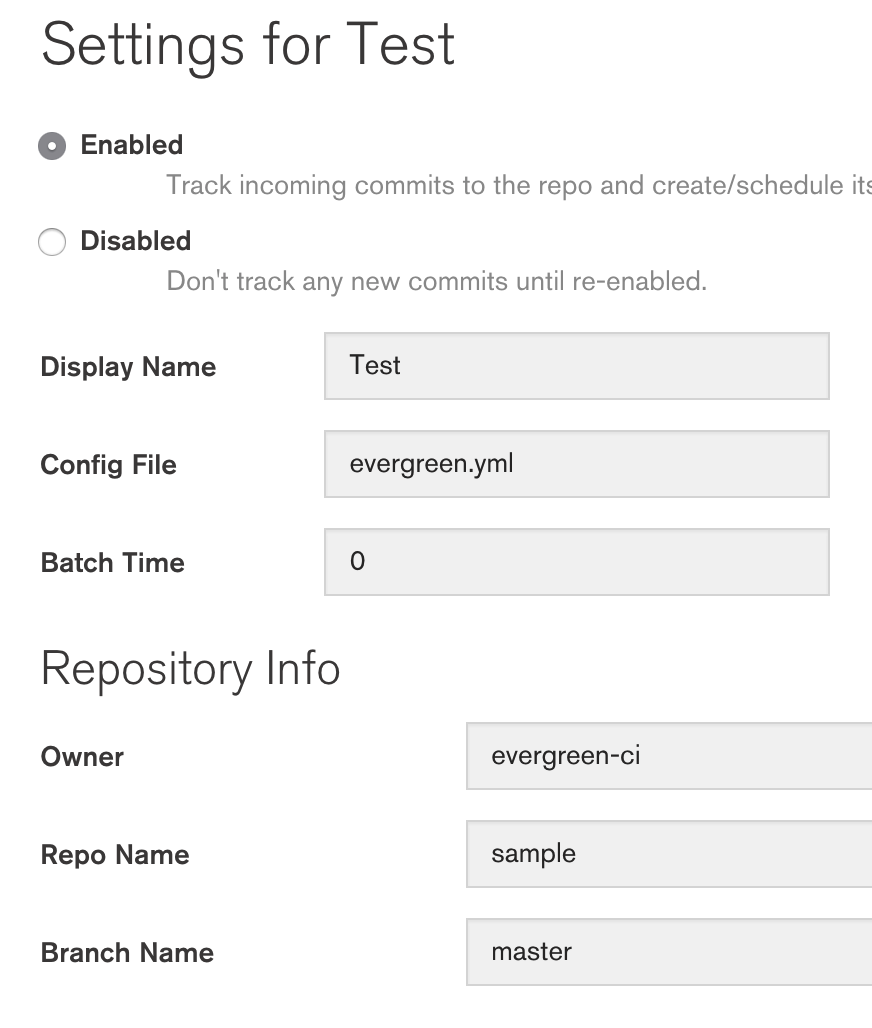 Settings for Test
Enabled
Track incoming commits to the repo and create/schedule its
Disabled
Don't track any new commits until re-enabled.
Display Name Test
Config File evergreen.yml
Batch Time 0
Repository Info
Owner evergreen-ci
Repo Name sample
Branch Name master